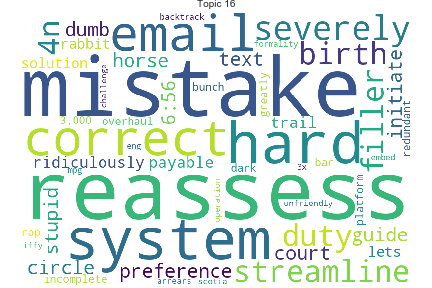 Topic 16
backtrack
dumb
email
severely
4n
rabbit
formality
solution
horse
text
birth
bunch
mistake
challenga
6:56
filler
initiate
greatly
redundant
3,000
overhaul
trail
correct
hard
eng
bar
embed
ridiculously
payable
mpg
dark
3x
platform
reassess
stupid
operation
unfriendly
rap
system
duty
guide
lets
iffy
circle
preference
court
streamline
incomplete
arrears
scotia